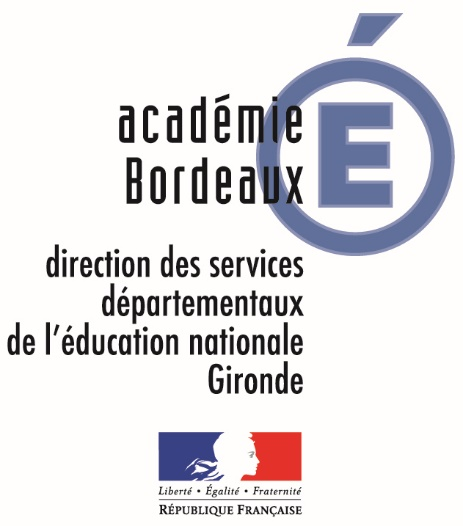 É
académie
Bordeaux
direction des services
départementaux
de l'éducation nationale
Gironde
Liberté • Égalité • Fraternité
RÉPUBLIQUE FRANÇAISE